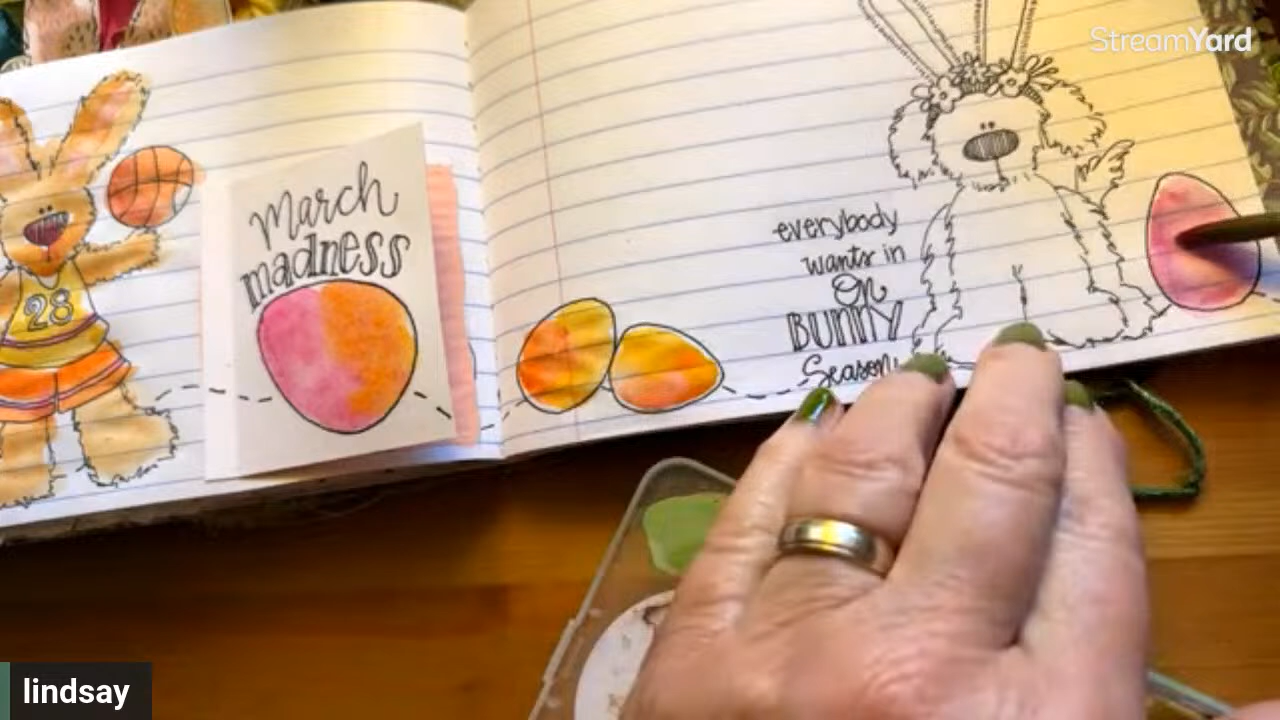 StreamYard
28
March
madness
everybody
wants in
on
BUNNY
Season
lindsay